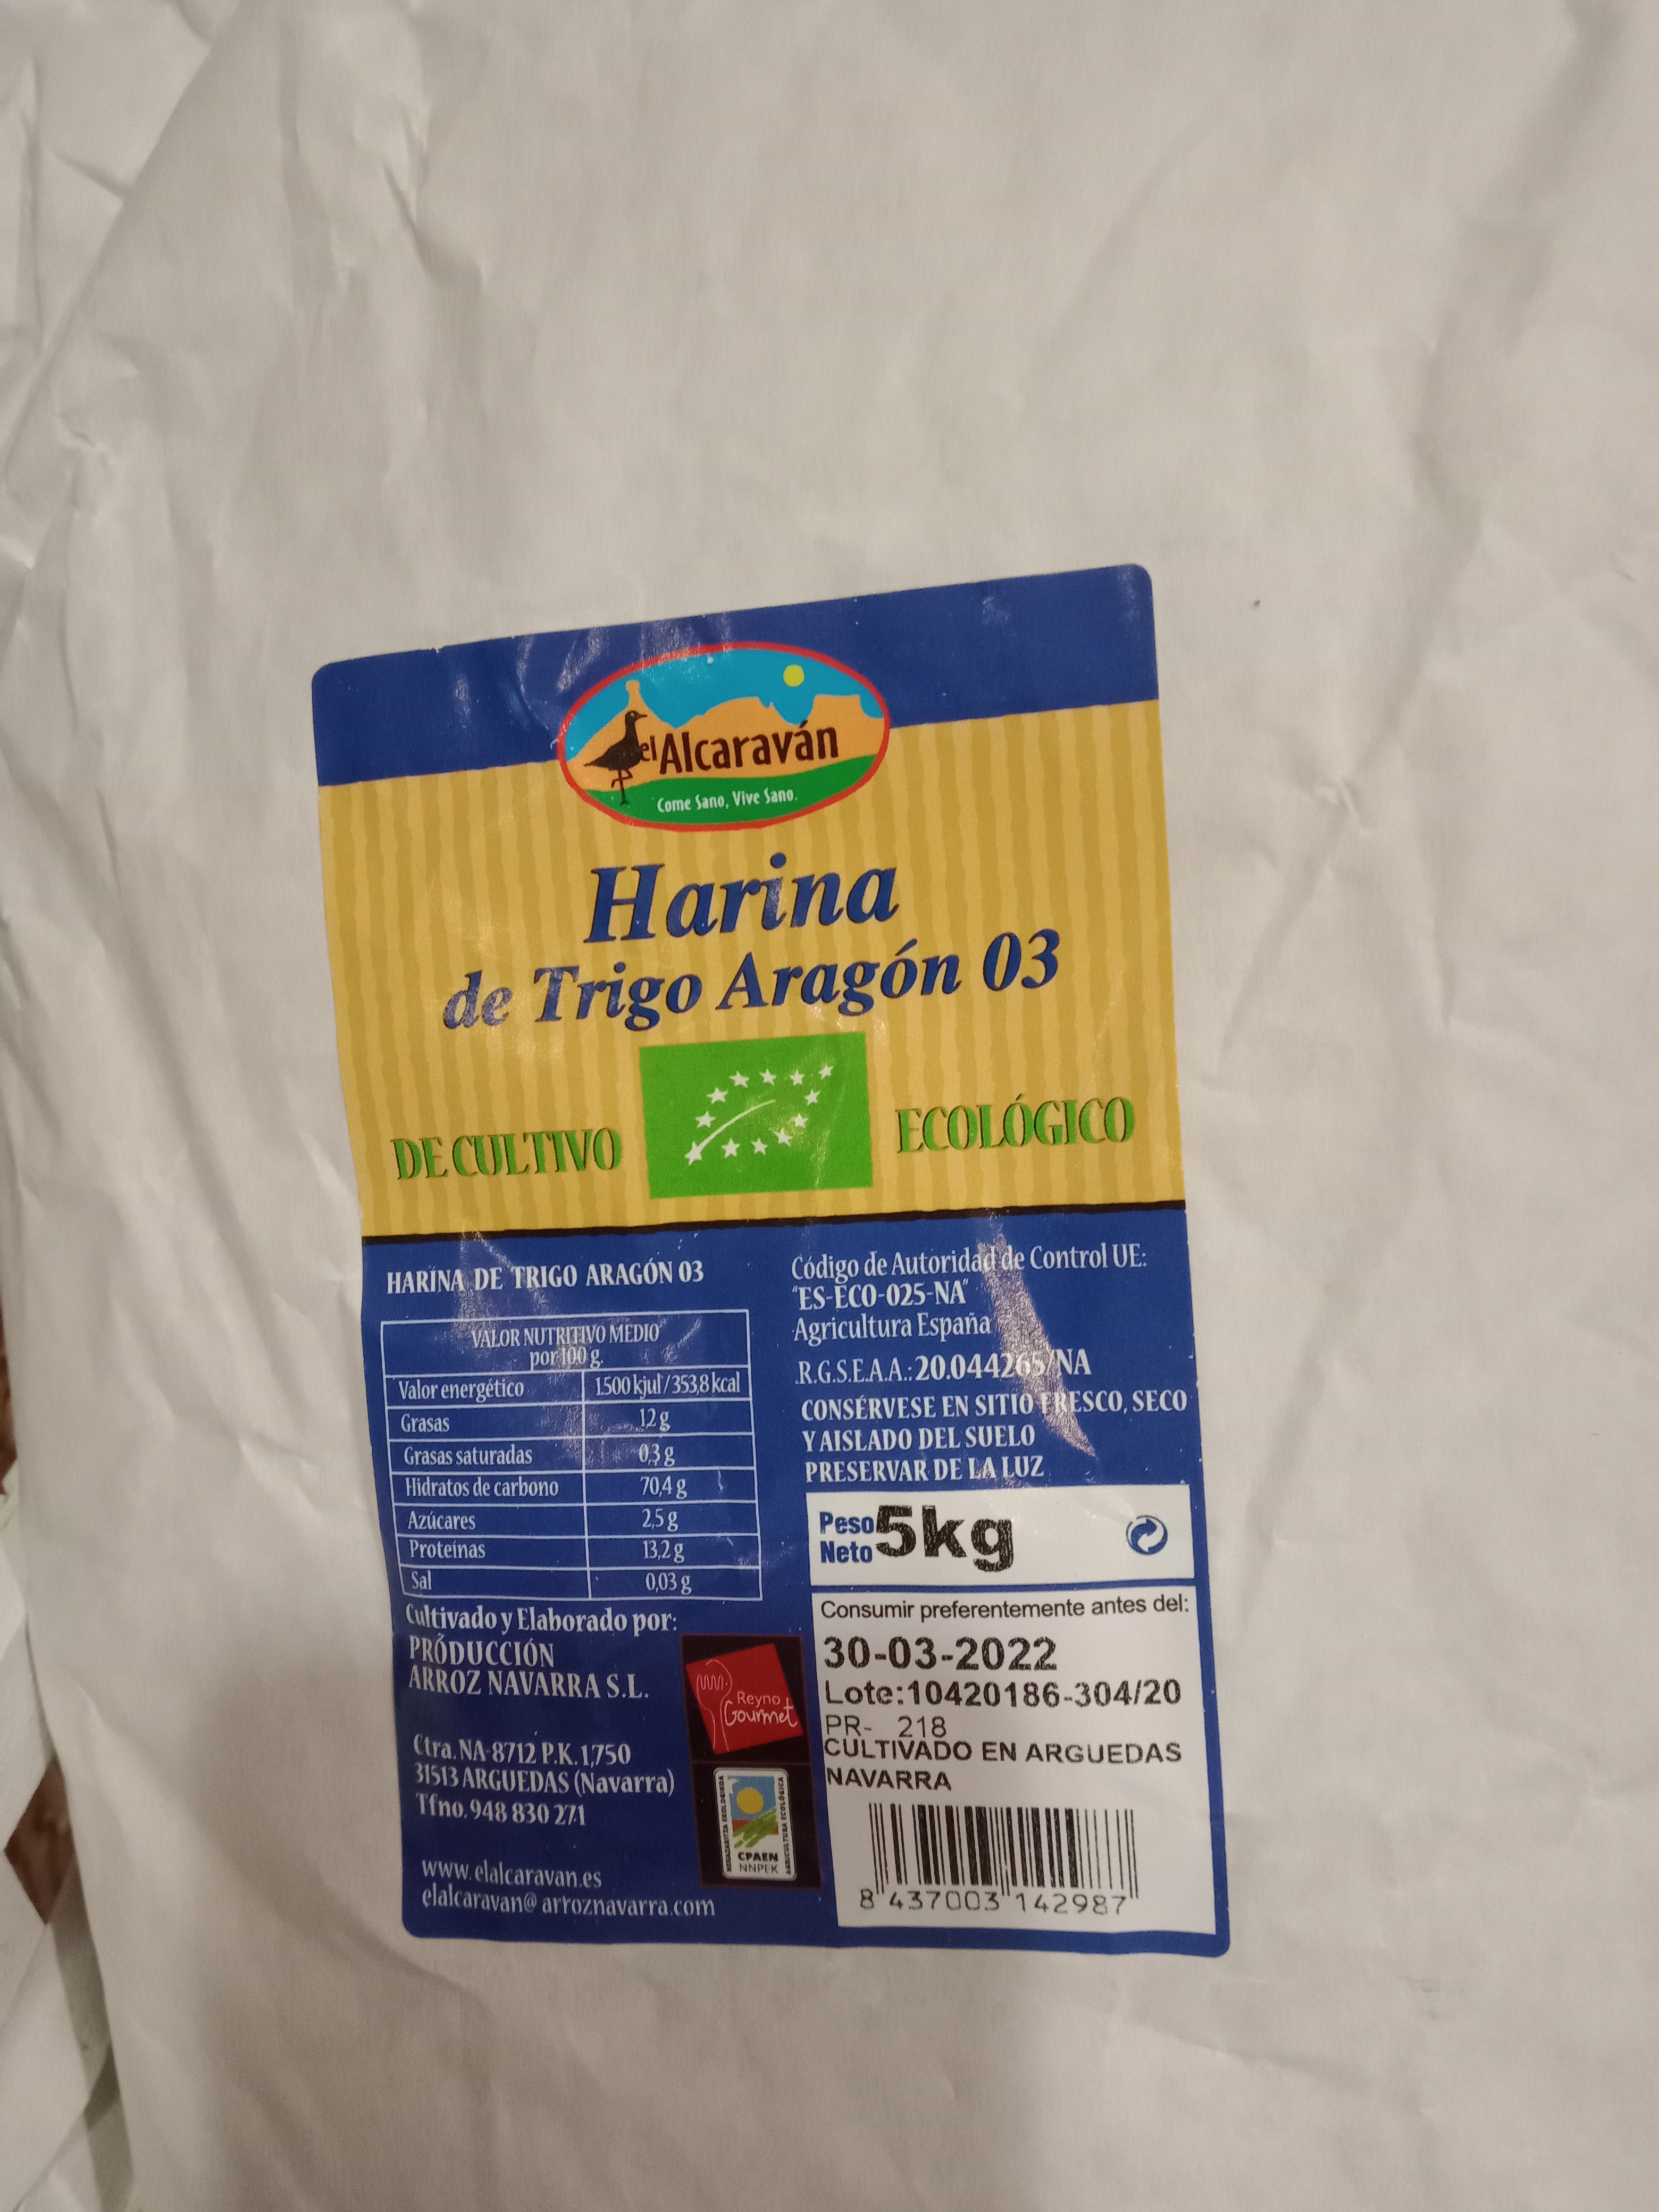 el Alcaraván
Come Sano, Vive Sano.
Harina
de Trigo Aragón 03
DE CULTIVO ECOLÓGICO
HARINA DE TRIGO ARAGÓN 03
VALOR NUTRITIVO MEDIO
por 100 g.
Valor energético 1.500 kjul / 353,8 kcal
Grasas 1,2 g
Grasas saturadas 0,3 g
Hidratos de carbono 70,4 g
Azúcares 2,5 g
Proteínas 13,2 g
Sal 0,03 g
Cultivado y Elaborado por:
PRODUCCIÓN
ARROZ NAVARRA S.L.
Ctra. NA-8712 P.K. 1,750
31513 ARGUEDAS (Navarra)
Tfno. 948 830 271
www.elalcaravan.es
elalcaravan@arroznavarra.com
Reyno
Gourmet
CPAEN
NNPEK
AGRICULTURA ECOLÓGICA
Código de Autoridad de Control UE:
"ES-ECO-025-NA"
Agricultura España
R.G.S.E.A.A.: 20.044265/NA
CONSÉRVESE EN SITIO FRESCO, SECO
Y AISLADO DEL SUELO
PRESERVAR DE LA LUZ
Peso
Neto 5kg
Consumir preferentemente antes del:
30-03-2022
Lote:10420186-304/20
PR- 218
CULTIVADO EN ARGUEDAS
NAVARRA
8 437003 142987